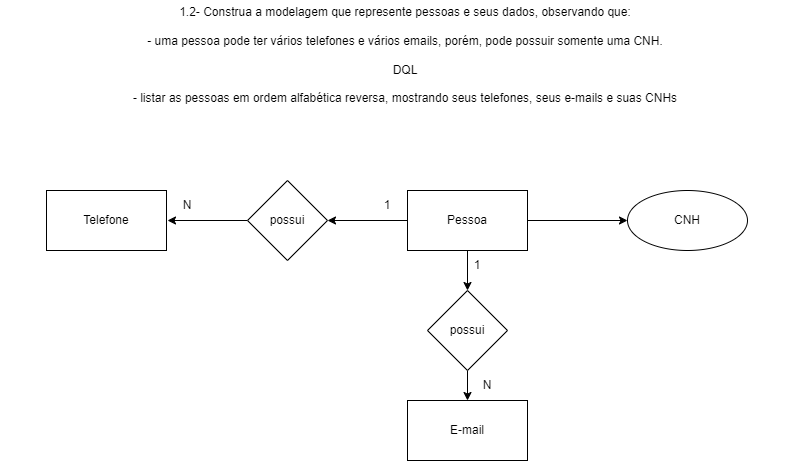 1.2- Construa a modelagem que represente pessoas e seus dados, observando que:
- uma pessoa pode ter vários telefones e vários emails, porém, pode possuir somente uma CNH.
DQL
- listar as pessoas em ordem alfabética reversa, mostrando seus telefones, seus e-mails e suas CNHs
Telefone
N
possui
1
Pessoa
CNH
1
possui
N
E-mail